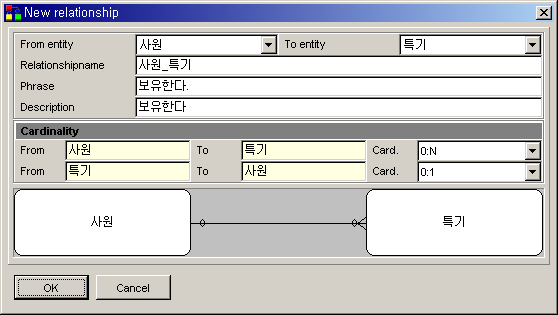 New relationship
From entity 사원 To entity 특기
Relationshipname 사원_특기
Phrase 보유한다.
Description 보유한다
Cardinality
From 사원 To 특기 Card. 0:N
From 특기 To 사원 Card. 0:1
사원 특기
OK Cancel